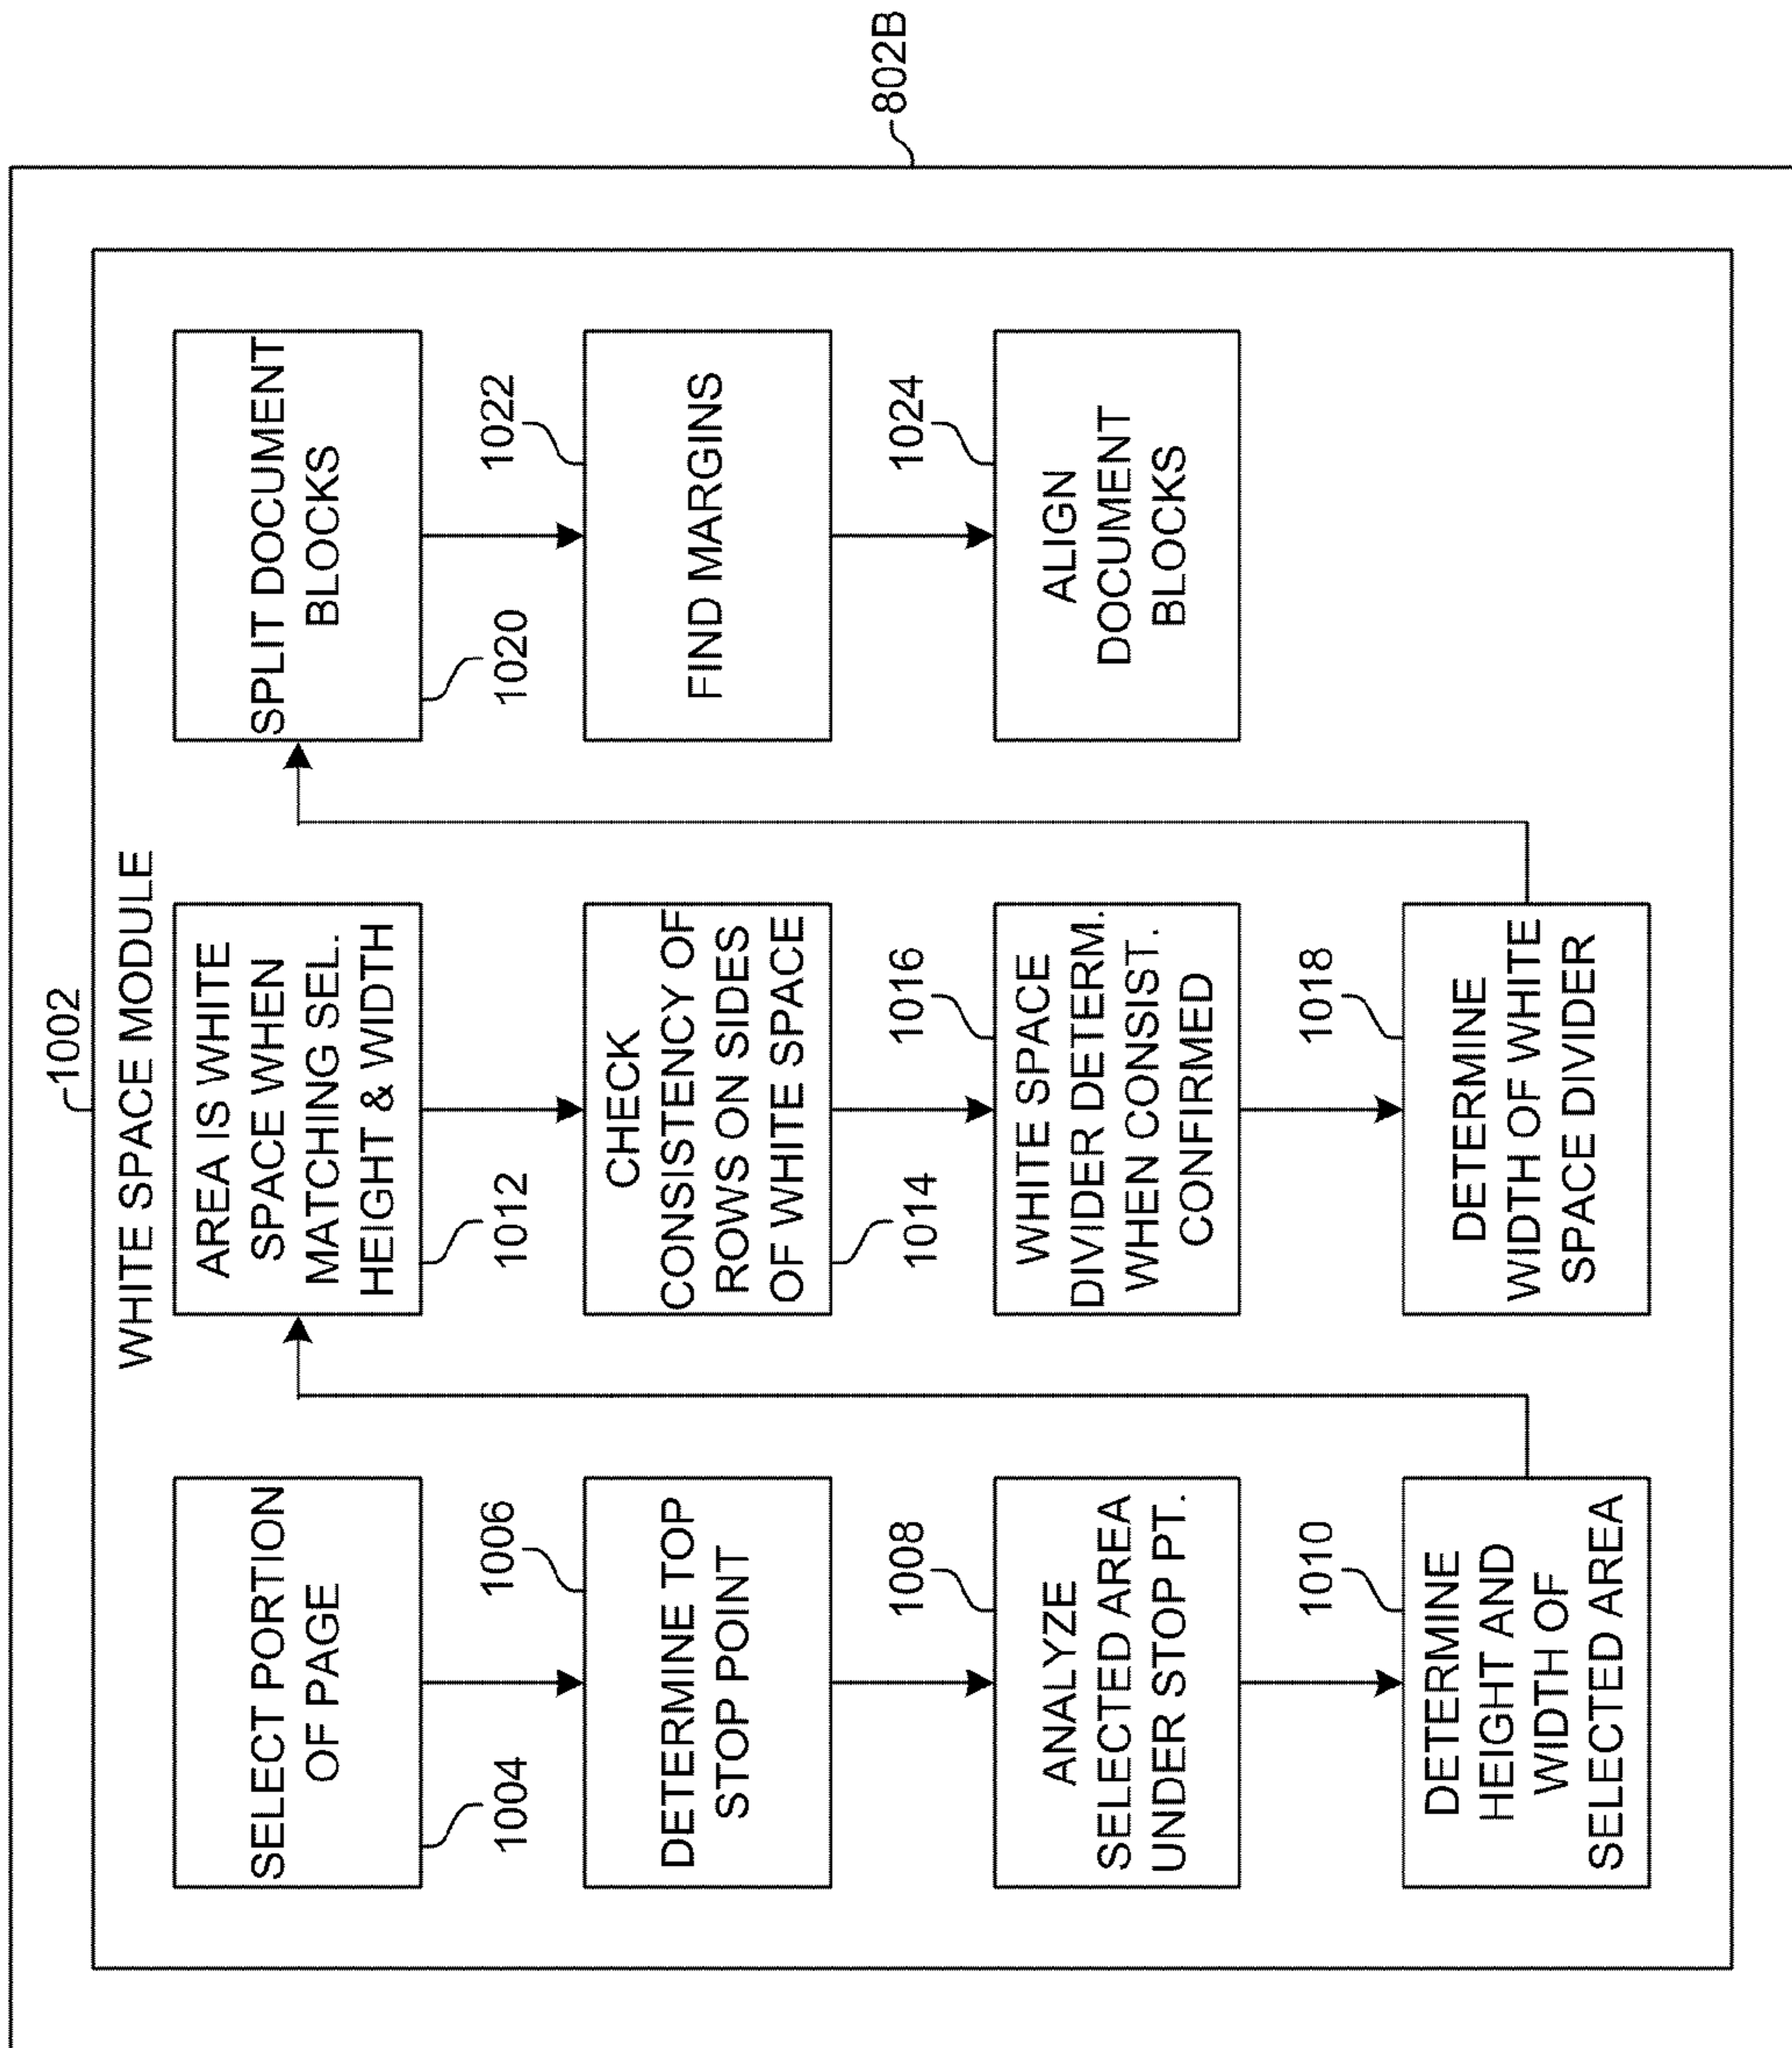 802B
1002
WHITE SPACE MODULE
SELECT PORTION
OF PAGE
1004
1006
DETERMINE TOP
STOP POINT
1008
ANALYZE
SELECTED AREA
UNDER STOP PT.
1010
DETERMINE
HEIGHT AND
WIDTH OF
SELECTED AREA
AREA IS WHITE
SPACE WHEN
MATCHING SEL.
HEIGHT & WIDTH
1012
CHECK
CONSISTENCY OF
ROWS ON SIDES
OF WHITE SPACE
1014
1016
WHITE SPACE
DIVIDER DETERM.
WHEN CONSIST.
CONFIRMED
1018
DETERMINE
WIDTH OF WHITE
SPACE DIVIDER
SPLIT DOCUMENT
BLOCKS
1020
1022
FIND MARGINS
1024
ALIGN
DOCUMENT
BLOCKS